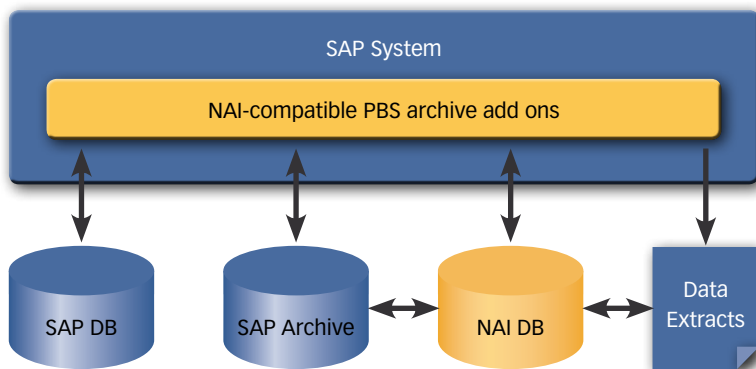 SAP System
NAI-compatible PBS archive add ons
SAP DB
SAP Archive
NAI DB
Data
Extracts